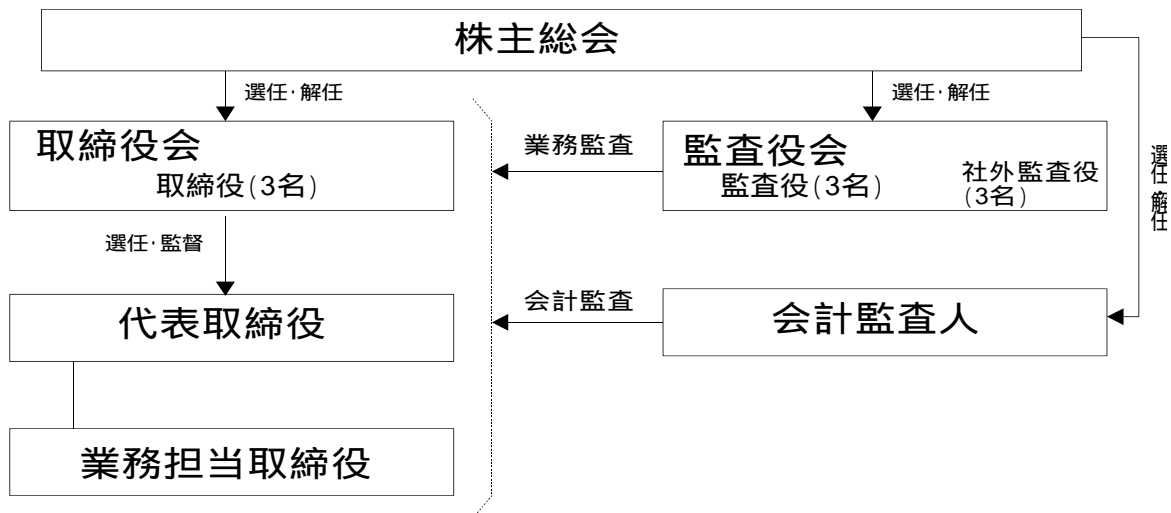 株主総会
選任・解任
選任・解任
選任・解任
取締役会
取締役(3名)
業務監査
監査役会
監査役(3名)
社外監査役
(3名)
選任・監督
代表取締役
会計監査
会計監査人
業務担当取締役